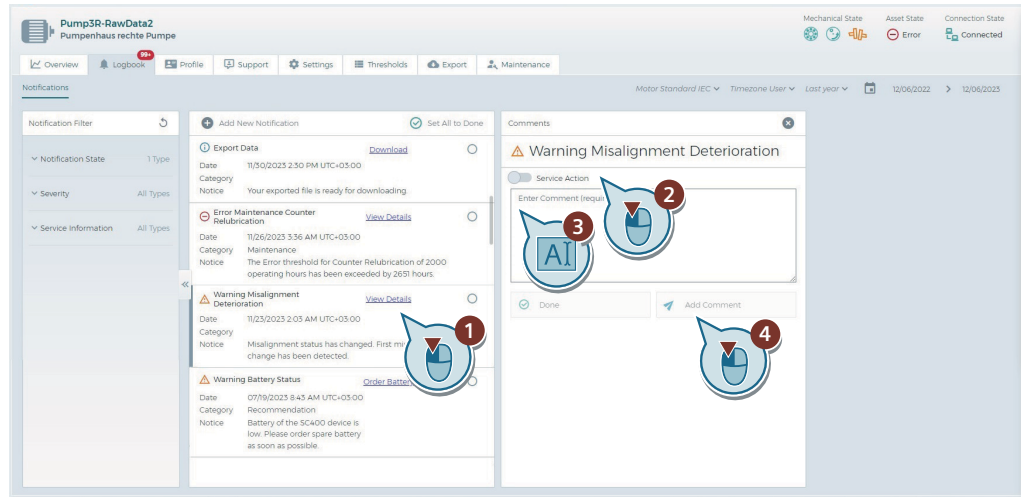 Pump3R-RawData2
Pumpenhaus rechte Pumpe
Mechanical State
Asset State
Connection State
Error
Connected
Overview
Logbook
99+
Profile
Support
Settings
Thresholds
Export
Maintenance
Notifications
Motor Standard IEC
Timezone User
Last year
12/06/2022 > 12/06/2023
Notification Filter
Notification State 1 Type
Severity All Types
Service Information All Types
«
Add New Notification
Set All to Done
Export Data Download
Date 11/30/2023 2:30 PM UTC+03:00
Category
Notice Your exported file is ready for downloading.
Error Maintenance Counter
Relubrication
View Details
Date 11/26/2023 3:36 AM UTC+03:00
Category Maintenance
Notice The Error threshold for Counter Relubrication of 2000
operating hours has been exceeded by 2651 hours.
Warning Misalignment
Deterioration
View Details
Date 11/23/2023 2:03 AM UTC+03:00
Category
Notice Misalignment status has changed. First
change has been detected.
1
Warning Battery Status
Order
Date 07/19/2023 8:43 AM UTC+03:00
Category Recommendation
Notice Battery of the SC400 device is
low. Please order spare battery
as soon as possible.
Comments
Warning Misalignment Deterioration
Service Action
2
Enter Comment
3
A
Done
Add Comment
4